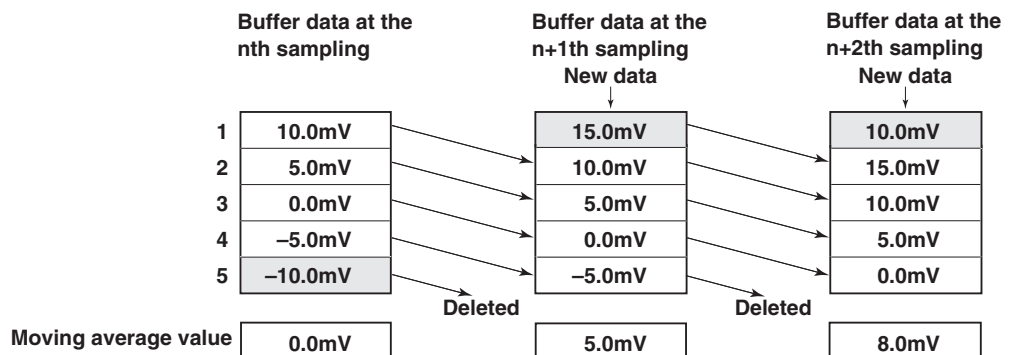 Buffer data at the
nth sampling
Buffer data at the
n+1th sampling
New data
Buffer data at the
n+2th sampling
New data
1 10.0mV 15.0mV 10.0mV
2 5.0mV 10.0mV 15.0mV
3 0.0mV 5.0mV 10.0mV
4 –5.0mV 0.0mV 5.0mV
5 –10.0mV –5.0mV 0.0mV
Deleted Deleted
Moving average value 0.0mV 5.0mV 8.0mV